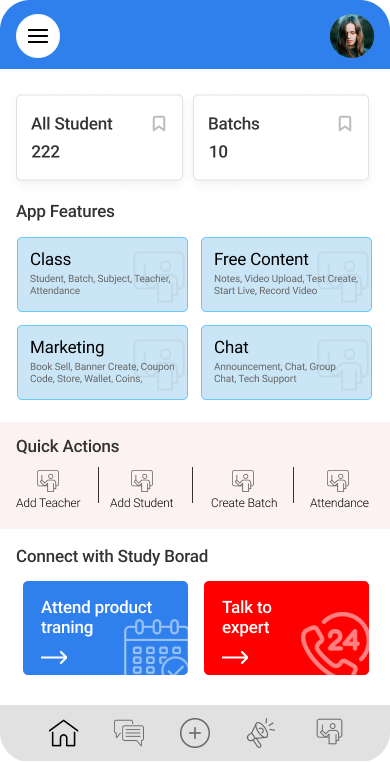 All Student
222
Batchs
10
App Features
Class
Student, Batch, Subject, Teacher,
Attendance
Free Content
Notes, Video Upload, Test Create,
Start Live, Record Video
Marketing
Book Sell, Banner Create, Coupon
Code, Store, Wallet, Coins,
Chat
Announcement, Chat, Group
Chat, Tech Support
Quick Actions
Add Teacher
Add Student
Create Batch
Attendance
Connect with Study Borad
Attend product
traning
Talk to
expert
24